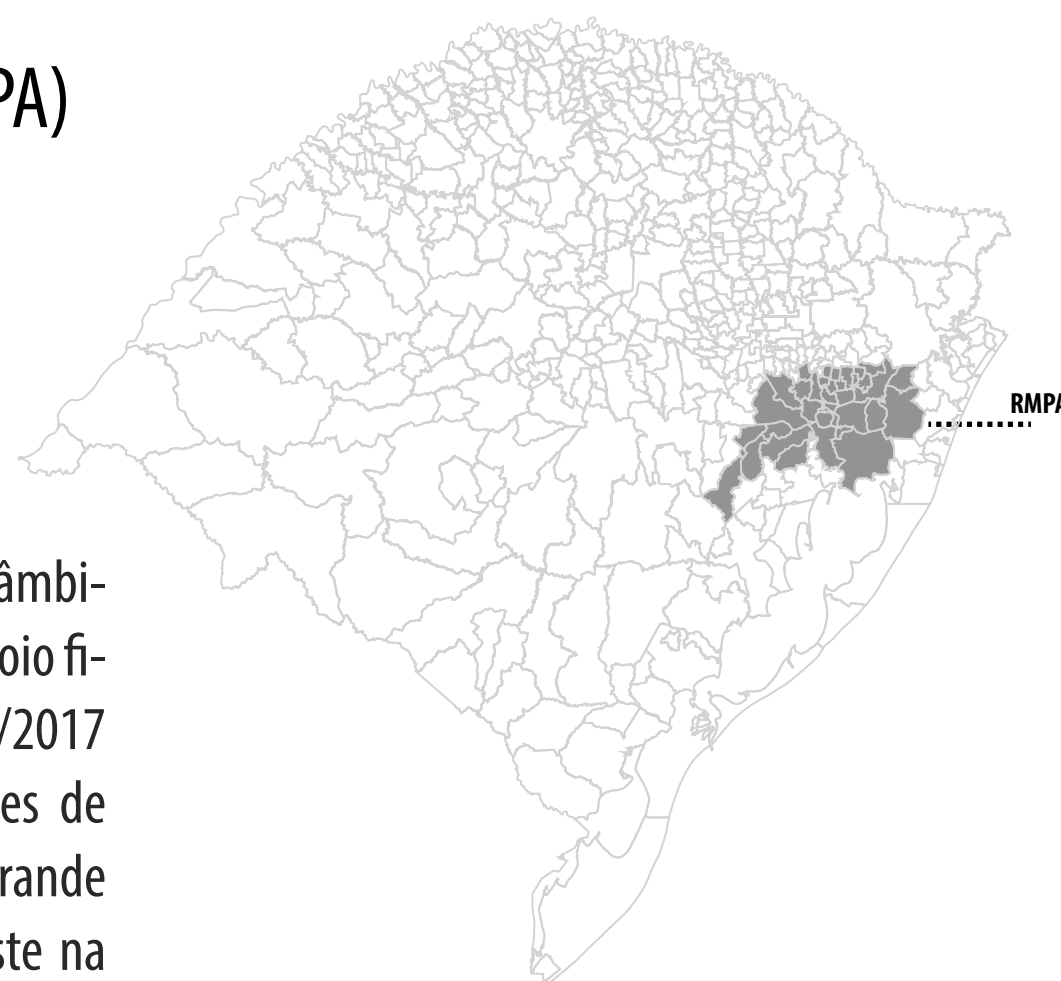 PA)
RMPA
âmbi-
oio fi-
/2017
es de
rande
ste na